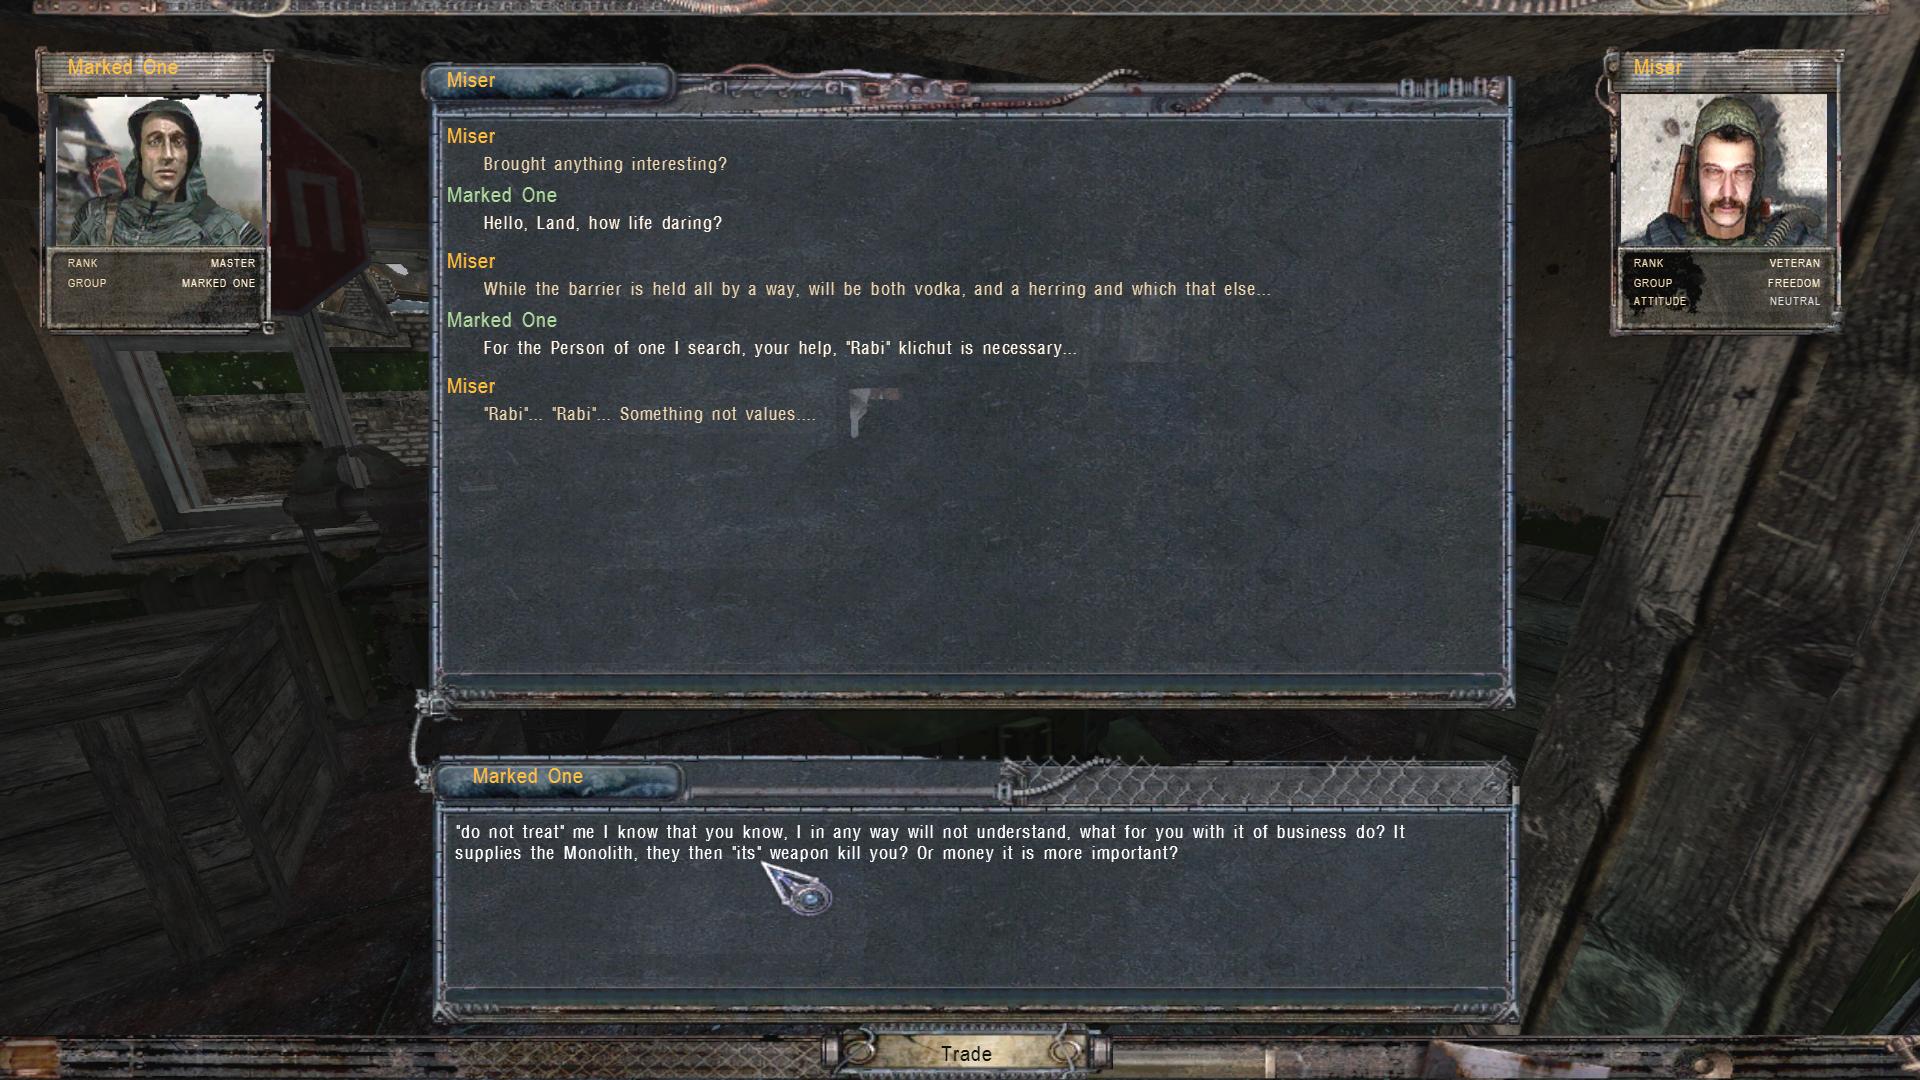 Marked One
Miser
Miser
Miser
Brought anything interesting?
Marked One
Hello, Land, how life daring?
Miser
While the barrier is held all by a way, will be both vodka, and a herring and which that else...
Marked One
For the Person of one I search, your help, "Rabi" klichut is necessary...
Miser
"Rabi"... "Rabi"... Something not values....
RANK MASTER
GROUP MARKED ONE
RANK VETERAN
GROUP FREEDOM
ATTITUDE NEUTRAL
П
Marked One
"do not treat" me I know that you know, I in any way will not understand, what for you with it of business do? It
supplies the Monolith, they then "its" weapon kill you? Or money it is more important?
Trade